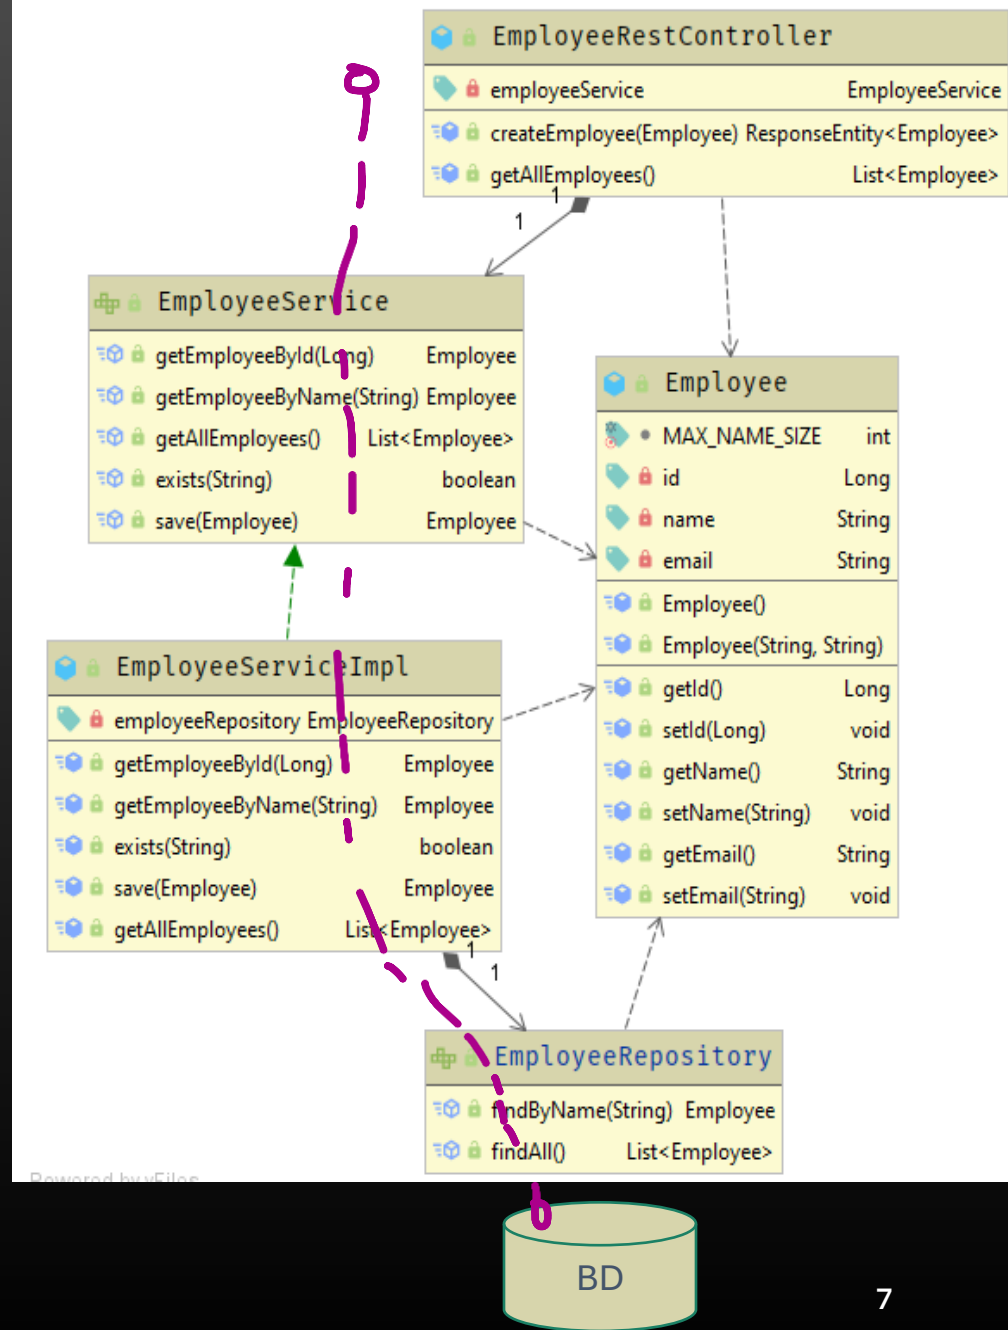 EmployeeRestController
employeeService EmployeeService
createEmployee(Employee) ResponseEntity<Employee>
getAllEmployees() List<Employee>
1
1
EmployeeService
getEmployeeById(Long) Employee
getEmployeeByName(String) Employee
getAllEmployees() List<Employee>
exists(String) boolean
save(Employee) Employee
Employee
MAX_NAME_SIZE int
id Long
name String
email String
Employee()
Employee(String, String)
getId() Long
setId(Long) void
getName() String
setName(String) void
getEmail() String
setEmail(String) void
EmployeeServiceImpl
employeeRepository EmployeeRepository
getEmployeeById(Long) Employee
getEmployeeByName(String) Employee
exists(String) boolean
save(Employee) Employee
getAllEmployees() List<Employee>
1
1
EmployeeRepository
findByName(String) Employee
findAll() List<Employee>
Powered by yFiles
BD
7